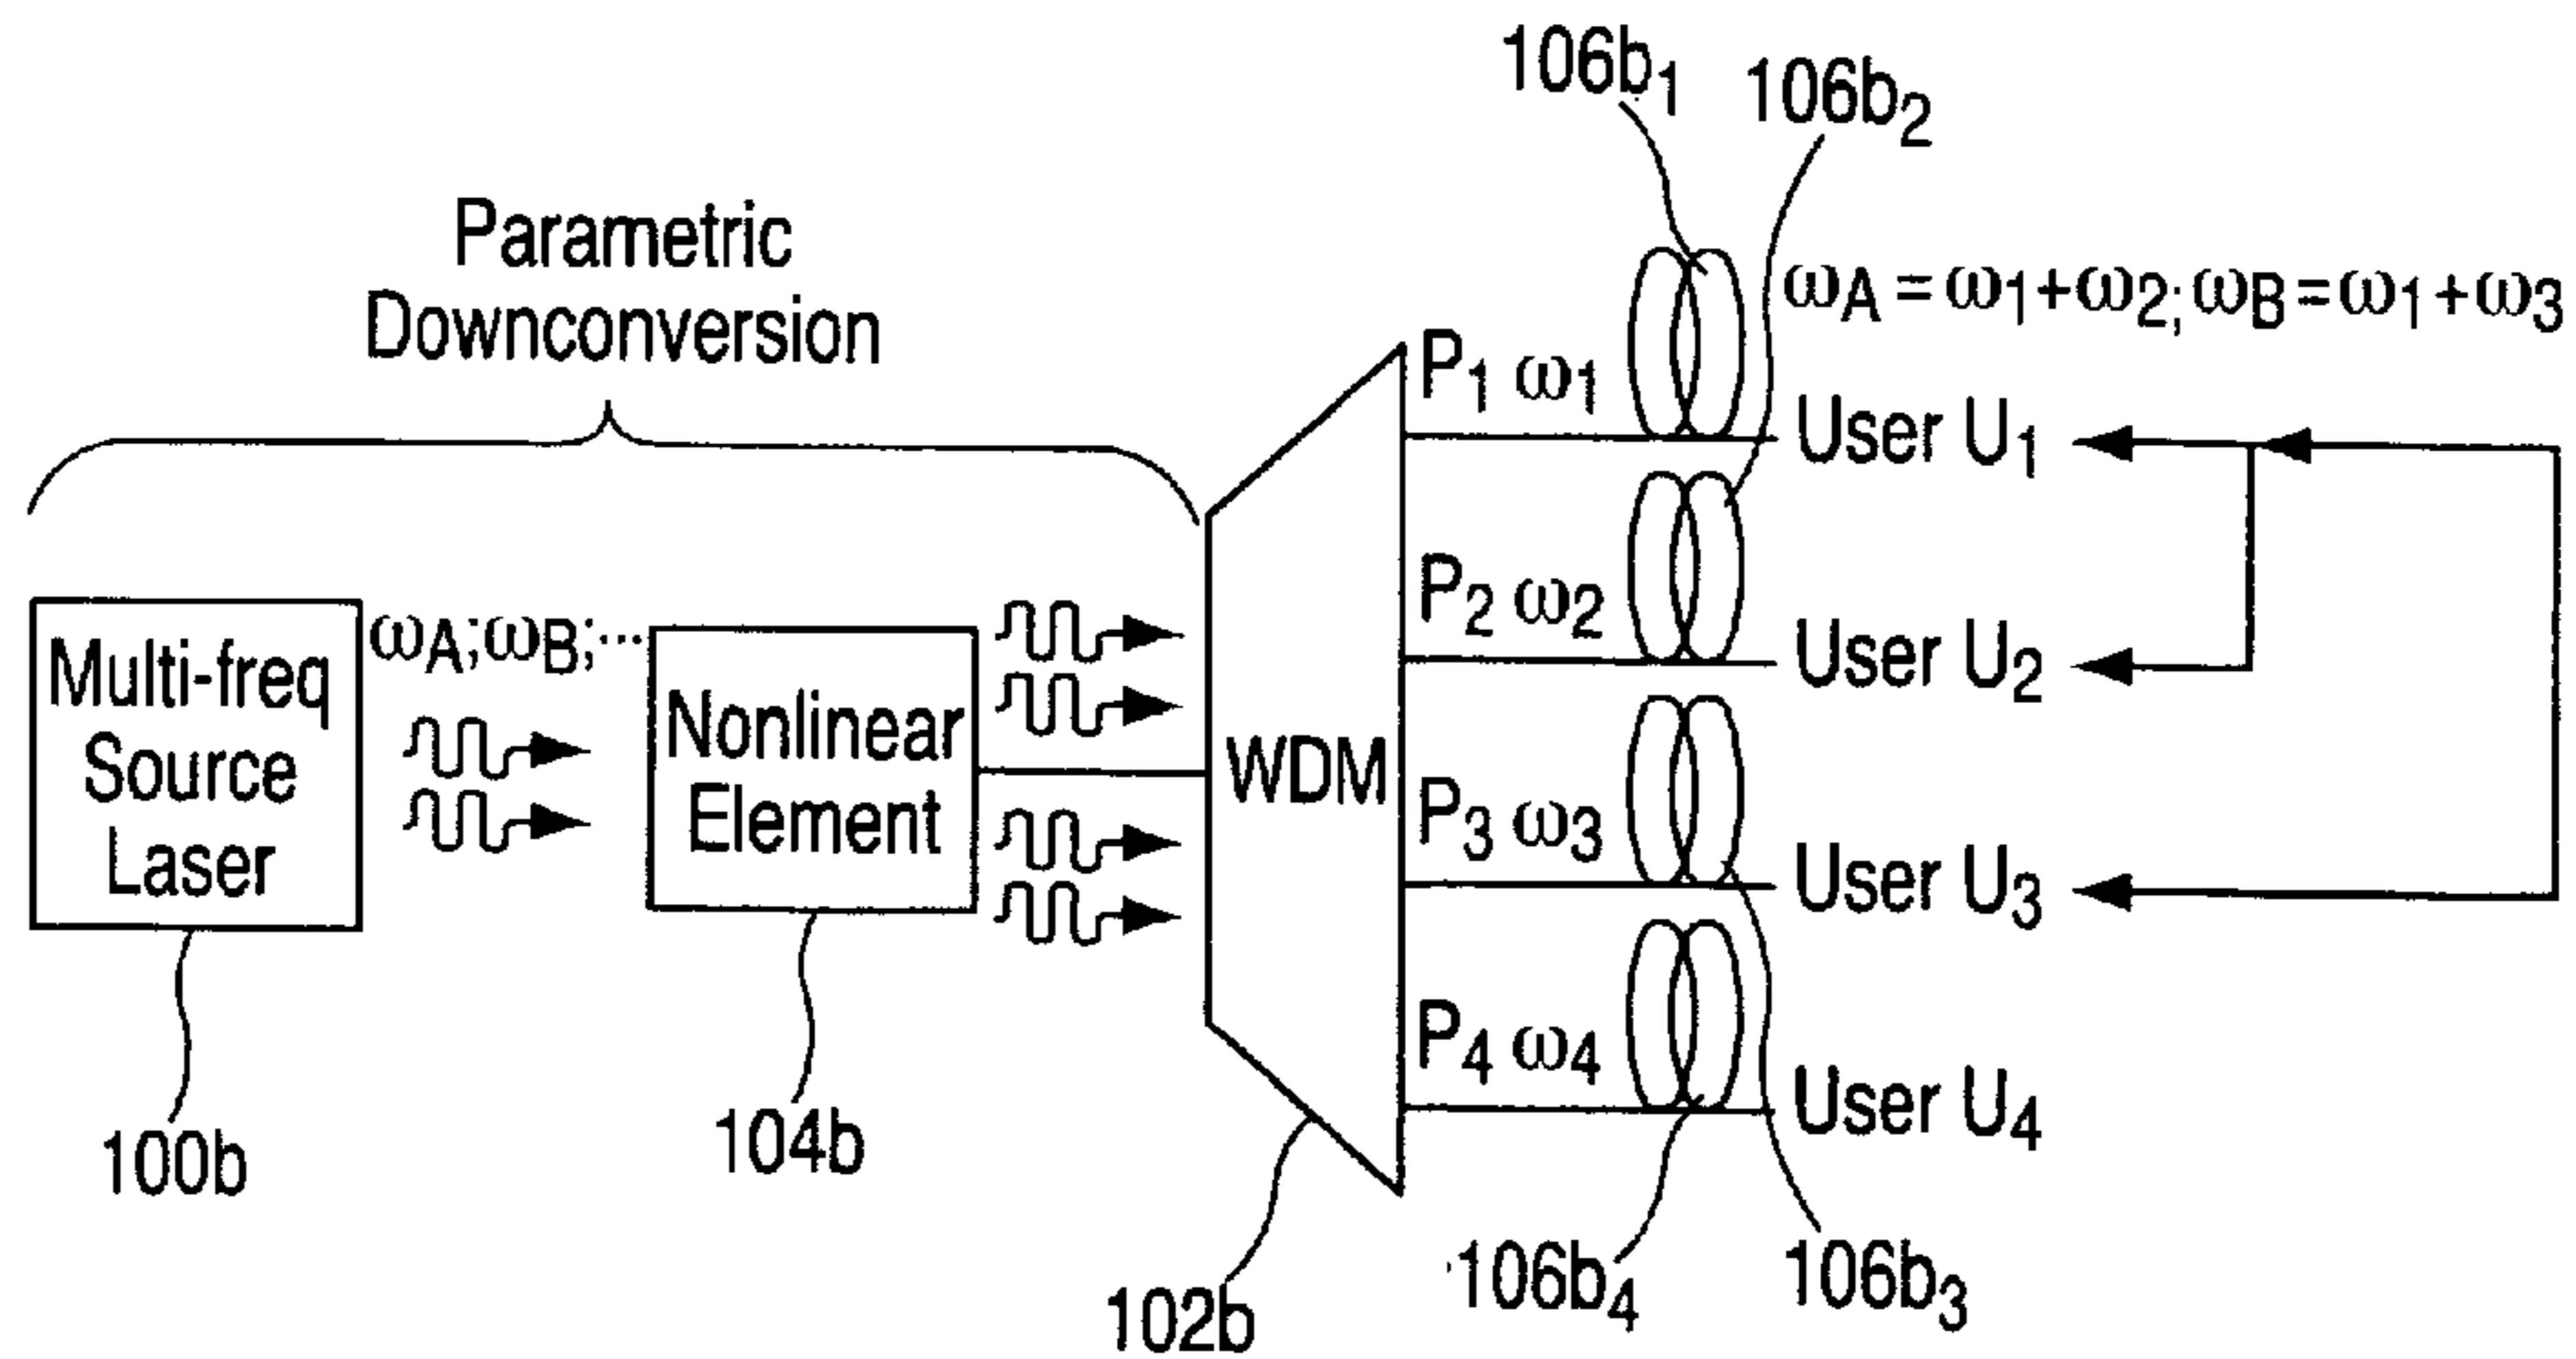 106b₁
106b₂
Parametric
Downconversion
ωA = ω1+ω2; ωB = ω1+ω3
P₁ ω1
User U₁
Multi-freq
Source
Laser
ωA;ωB;...
Nonlinear
Element
WDM
P₂ ω2
User U₂
P₃ ω3
User U₃
P₄ ω4
User U₄
100b
104b
102b
106b₄
106b₃